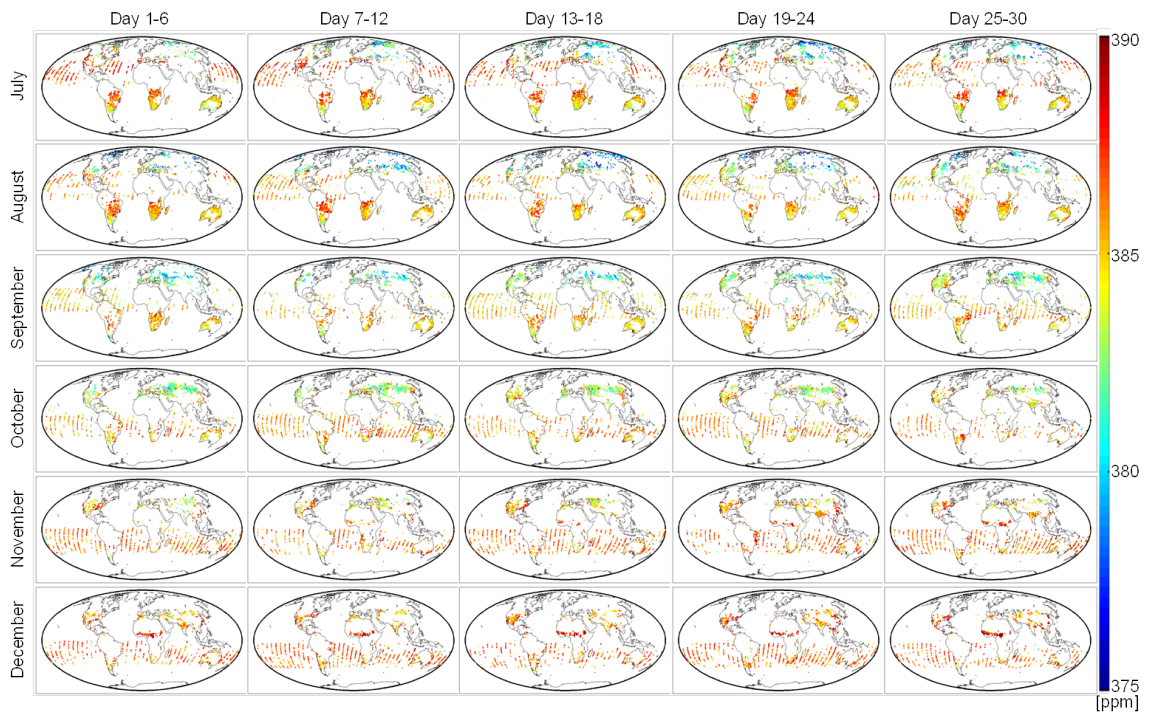 Day 1-6
Day 7-12
Day 13-18
Day 19-24
Day 25-30
July
August
September
October
November
December
390
385
380
375
[ppm]